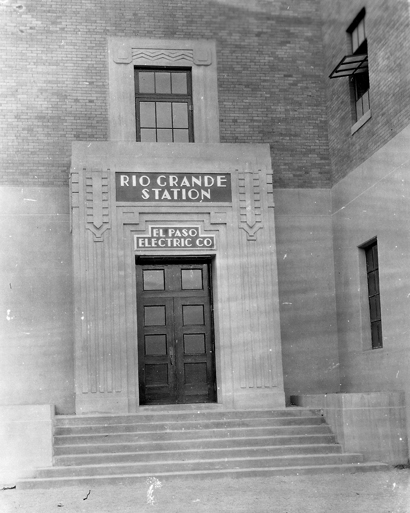 RIO GRANDE
STATION
EL PASO
ELECTRIC CO